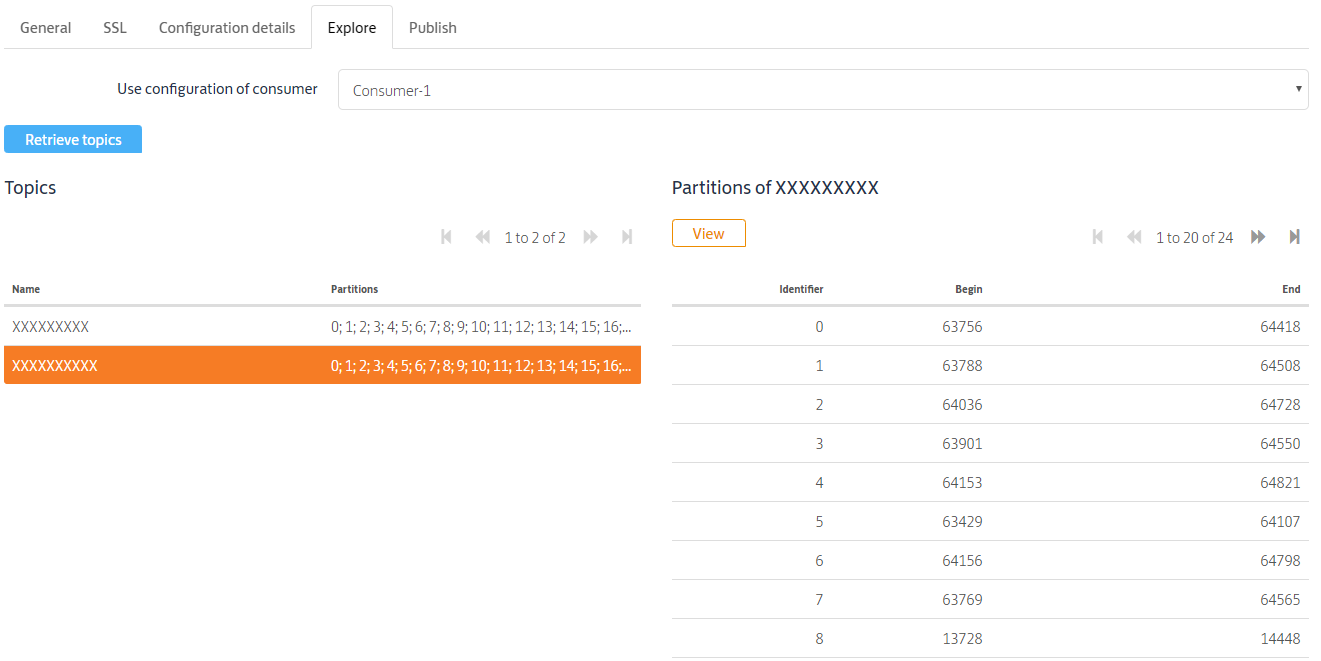 General SSL Configuration details Explore Publish
Use configuration of consumer Consumer-1
Retrieve topics
Topics
1 to 2 of 2
Name Partitions
XXXXXXXXX 0; 1; 2; 3; 4; 5; 6; 7; 8; 9; 10; 11; 12; 13; 14; 15; 16;...
XXXXXXXXXX 0; 1; 2; 3; 4; 5; 6; 7; 8; 9; 10; 11; 12; 13; 14; 15; 16;...
Partitions of XXXXXXXXX
View 1 to 20 of 24
Identifier Begin End
0 63756 64418
1 63788 64508
2 64036 64728
3 63901 64550
4 64153 64821
5 63429 64107
6 64156 64798
7 63769 64565
8 13728 14448